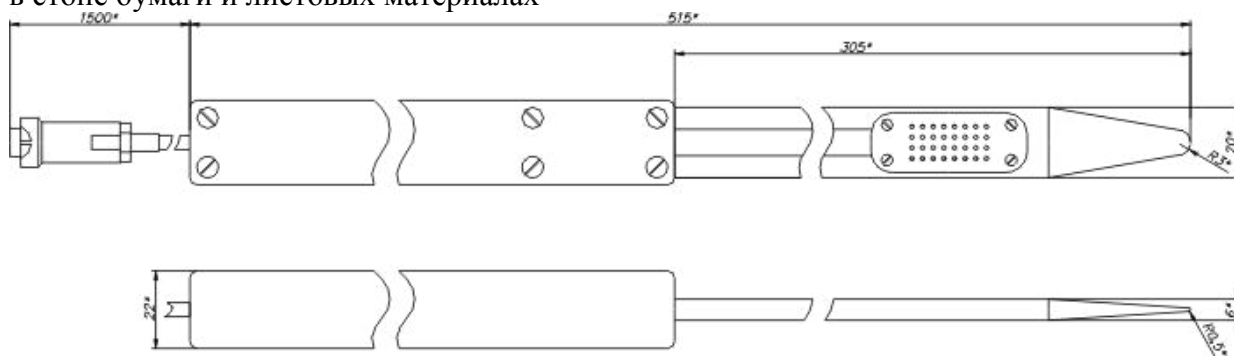 в стопе бумаги и листовых материалах
1500*
515*
305*
20*
R3*
22*
6*
R0,5*